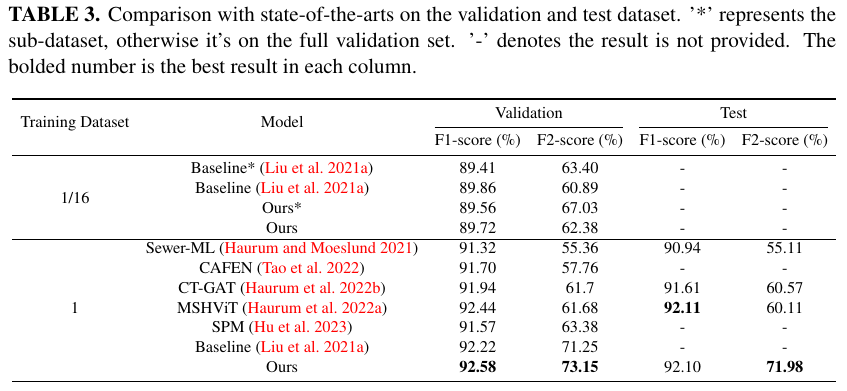 TABLE 3. Comparison with state-of-the-arts on the validation and test dataset. ’*’ represents the
sub-dataset, otherwise it’s on the full validation set. ’-’ denotes the result is not provided. The
bolded number is the best result in each column.
Training Dataset Model Validation Test
F1-score (%) F2-score (%) F1-score (%) F2-score (%)
1/16
Baseline* (Liu et al. 2021a) 89.41 63.40 - -
Baseline (Liu et al. 2021a) 89.86 60.89 - -
Ours* 89.56 67.03 - -
Ours 89.72 62.38 - -
1
Sewer-ML (Haurum and Moeslund 2021) 91.32 55.36 90.94 55.11
CAFEN (Tao et al. 2022) 91.70 57.76 - -
CT-GAT (Haurum et al. 2022b) 91.94 61.7 91.61 60.57
MSHViT (Haurum et al. 2022a) 92.44 61.68 92.11 60.11
SPM (Hu et al. 2023) 91.57 63.38 - -
Baseline (Liu et al. 2021a) 92.22 71.25 - -
Ours 92.58 73.15 92.10 71.98